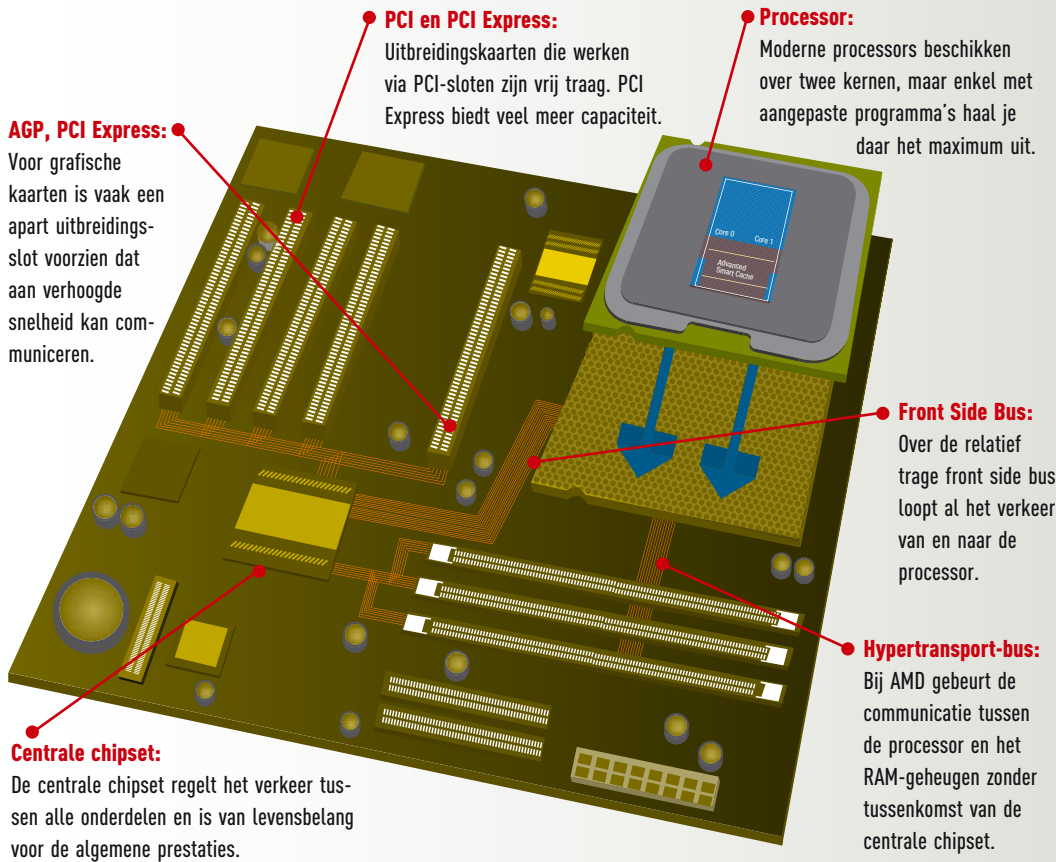 PCI en PCI Express:
Uitbreidingskaarten die werken
via PCI-sloten zijn vrij traag. PCI
Express biedt veel meer capaciteit.
Processor:
Moderne processors beschikken
over twee kernen, maar enkel met
aangepaste programma's haal je
daar het maximum uit.
AGP, PCI Express:
Voor grafische
kaarten is vaak een
apart uitbreidings-
slot voorzien dat
aan verhoogde
snelheid kan com-
municeren.
Core 0 Core 1
Advanced
Smart Cache
Front Side Bus:
Over de relatief
trage front side bus
loopt al het verkeer
van en naar de
processor.
Hypertransport-bus:
Bij AMD gebeurt de
communicatie tussen
de processor en het
RAM-geheugen zonder
tussenkomst van de
centrale chipset.
Centrale chipset:
De centrale chipset regelt het verkeer tus-
sen alle onderdelen en is van levensbelang
voor de algemene prestaties.